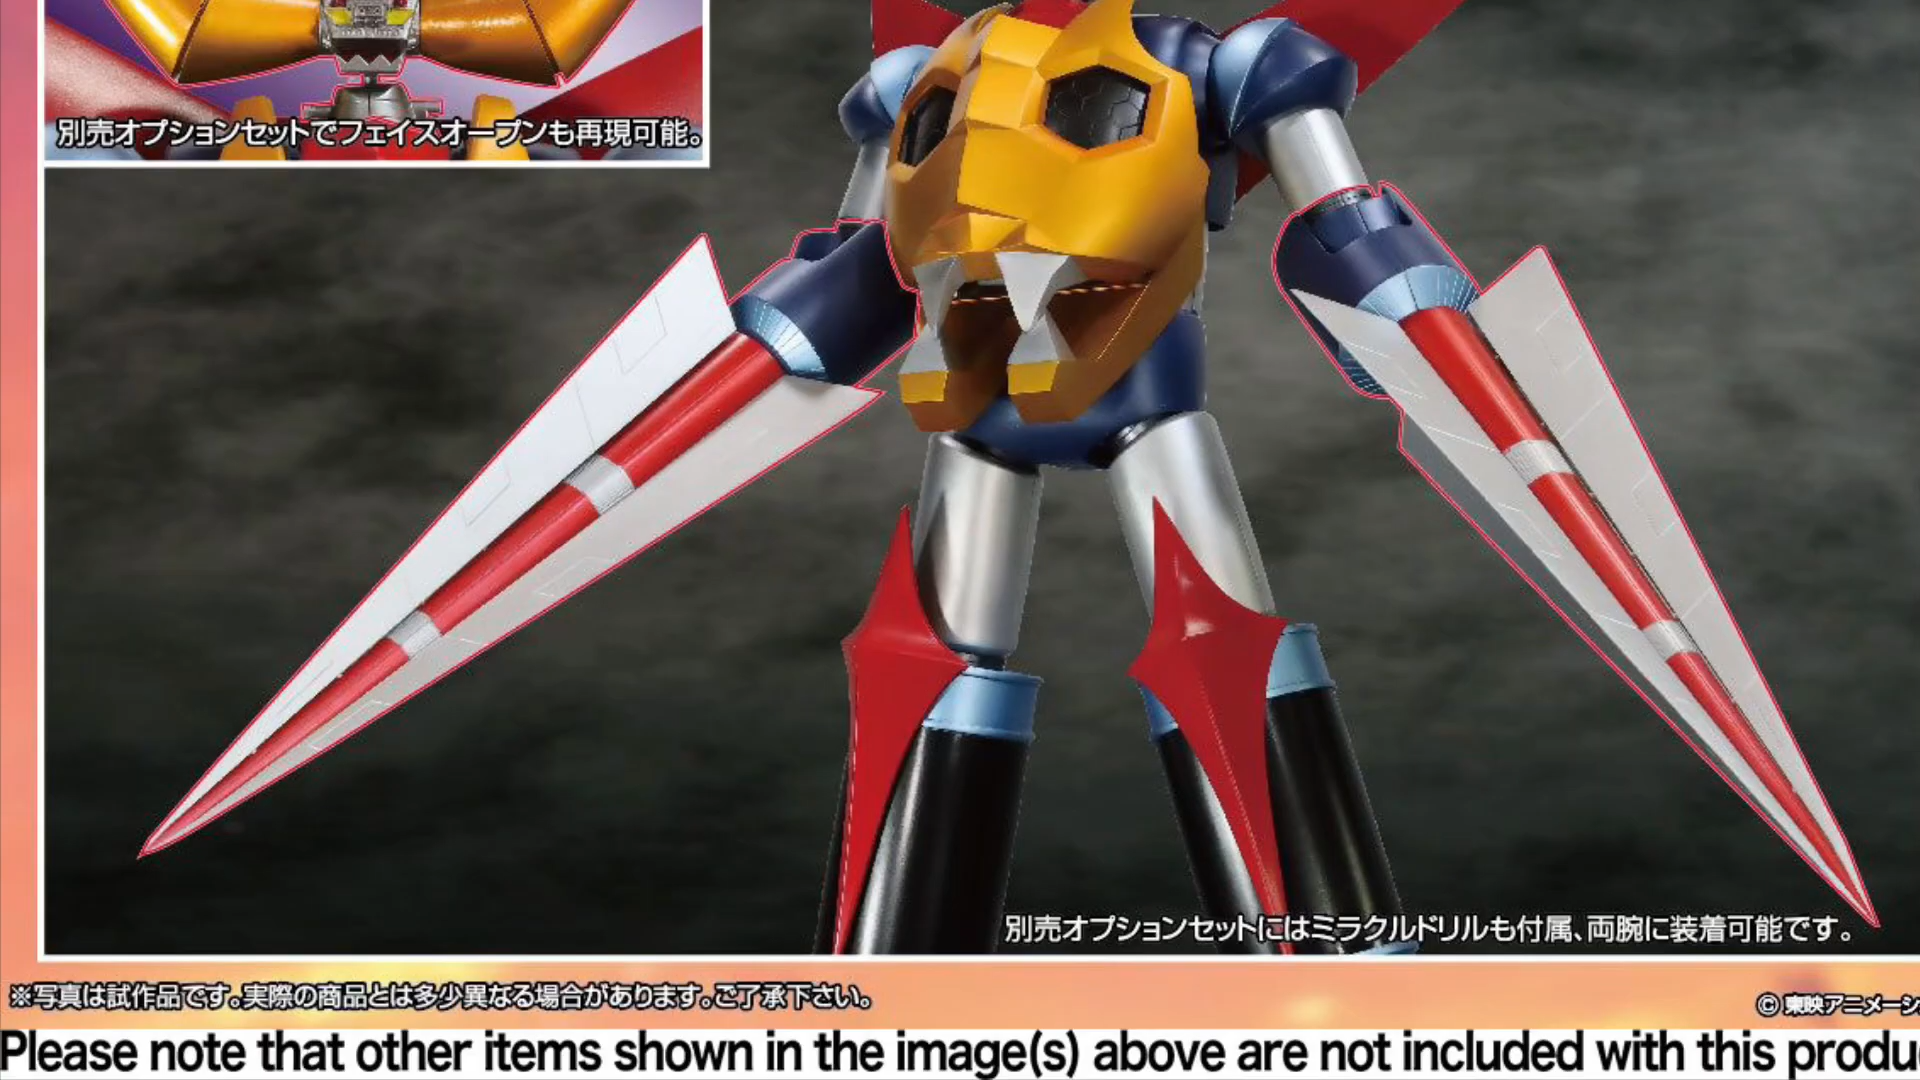 別売オプションセットでフェイスオープンも再現可能。
別売オプションセットにはミラクルドリルも付属、両腕に装着可能です。
※写真は試作品です。実際の商品とは多少異なる場合があります。ご了承下さい。
© 東映アニメーシ
Please note that other items shown in the image(s) above are not included with this produ